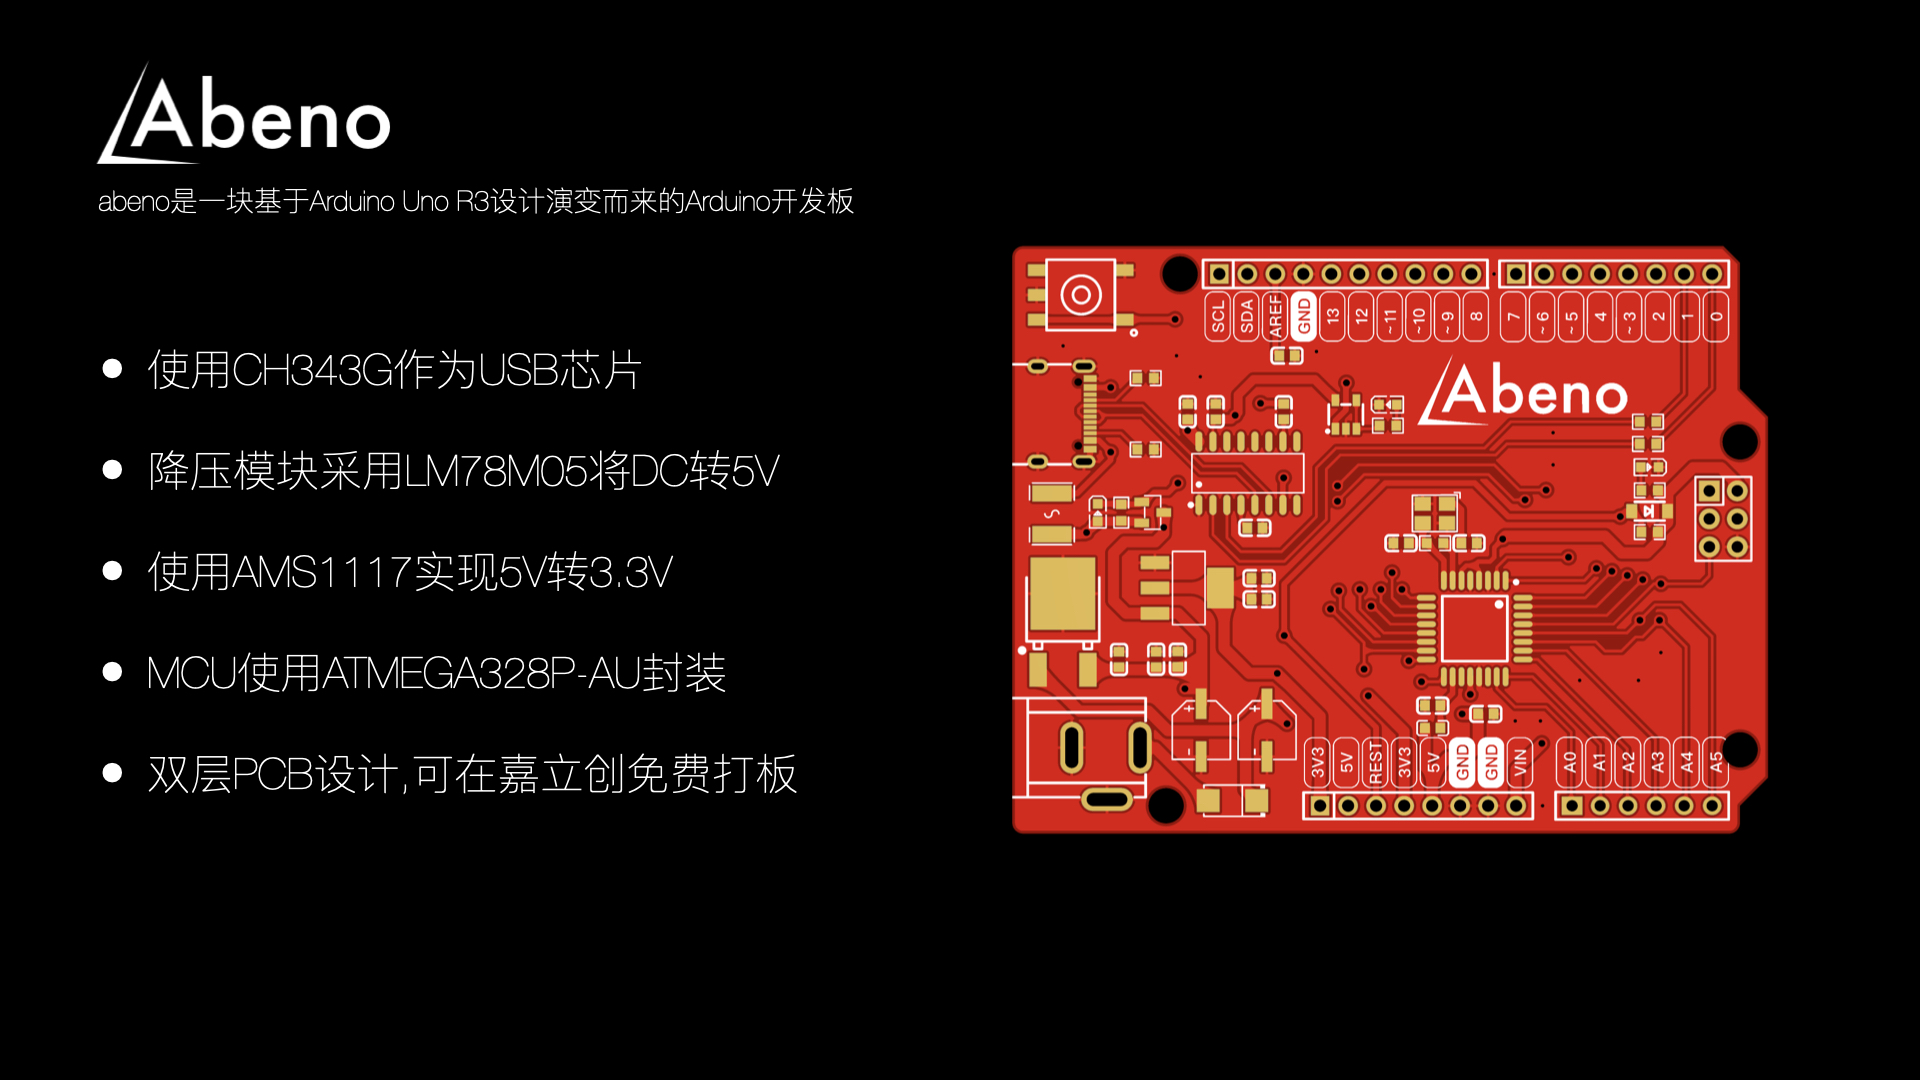 Abeno
abeno是一块基于Arduino Uno R3设计演变而来的Arduino开发板
使用CH343G作为USB芯片
降压模块采用LM78M05将DC转5V
使用AMS1117实现5V转3.3V
MCU使用ATMEGA328P-AU封装
双层PCB设计,可在嘉立创免费打板
SCL SDA AREF GND 13 12 ~11 ~10 ~9 8 7 ~6 ~5 4 ~3 2 1 0
Abeno
3V3 5V REST 3V3 5V GND GND VIN A0 A1 A2 A3 A4 A5